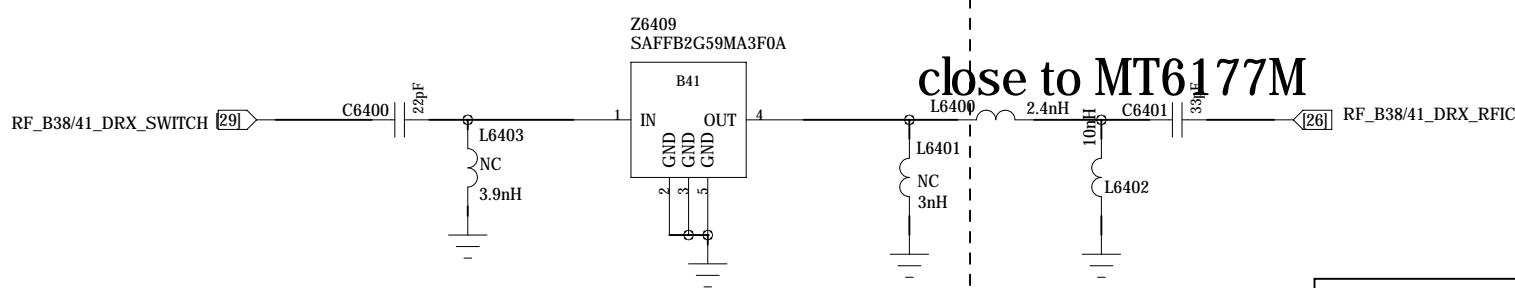 Z6409
SAFFB2G59MA3F0A
B41
close to MT6177M
RF_B38/41_DRX_SWITCH
[29]
C6400
22pF
1
IN
OUT
4
L6400
2.4nH
C6401
33pF
[26]
RF_B38/41_DRX_RFIC
L6403
NC
3.9nH
GND
GND
GND
2
3
5
L6401
NC
3nH
10nH
L6402